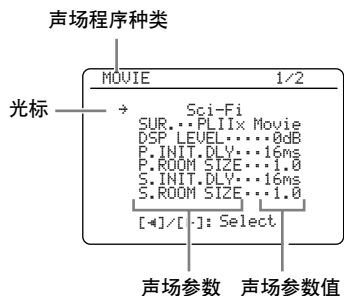 声场程序种类
MOVIE 1/2
光标
→ Sci-Fi
SUR.··PLIIx Movie
DSP LEVEL·····0dB
P.INIT.DLY···16ms
P.ROOM SIZE···1.0
S.INIT.DLY···16ms
S.ROOM SIZE···1.0
[◄]/[►]: Select
声场参数 声场参数值